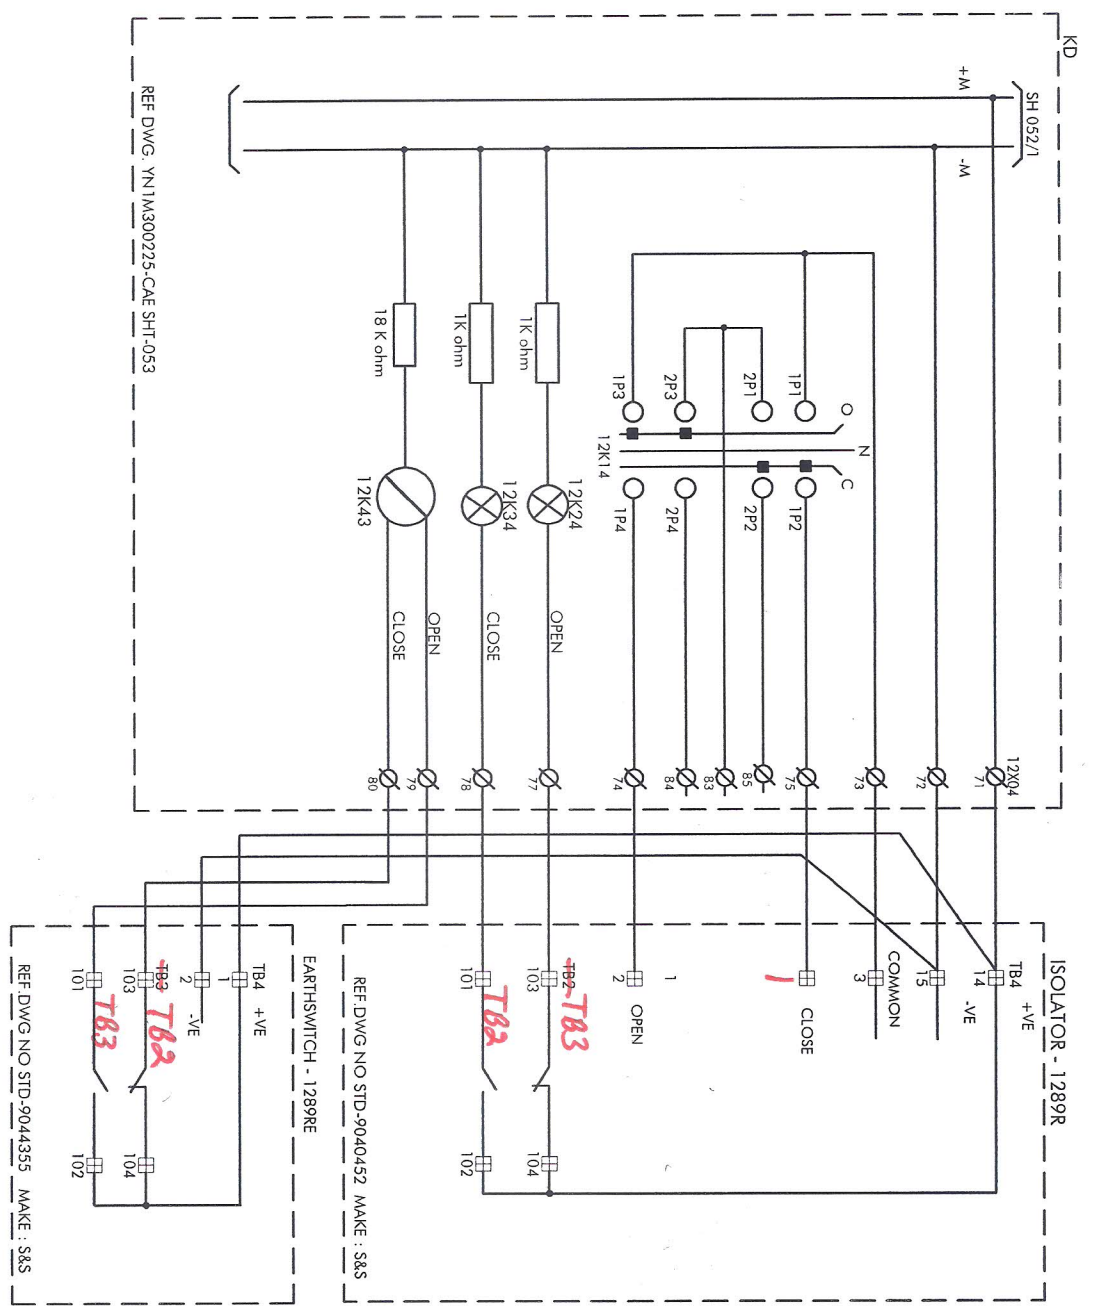 KD
SH 052/1
+M
-M
REF DWG. YN1M300225-CAE SHT-053
18 K ohm
1K ohm
1K ohm
1P3
2P3
2P1
1P1
O
N
C
12K14
1P4
2P4
2P2
1P2
12K43
12K34
12K24
CLOSE
OPEN
CLOSE
OPEN
80
79
78
77
74
84
83
85
75
73
72
71
12X04
ISOLATOR - 1289R
TB4
14
+VE
15
-VE
COMMON
3
CLOSE
1
1
2
OPEN
TB2
TB3
103
101
TB2
104
102
REF.DWG NO STD-9040452 MAKE : S&S
EARTHSWITCH - 1289RE
TB4
1
+VE
2
-VE
TB3
TB2
103
101
TB3
104
102
REF.DWG NO STD-9044355 MAKE : S&S